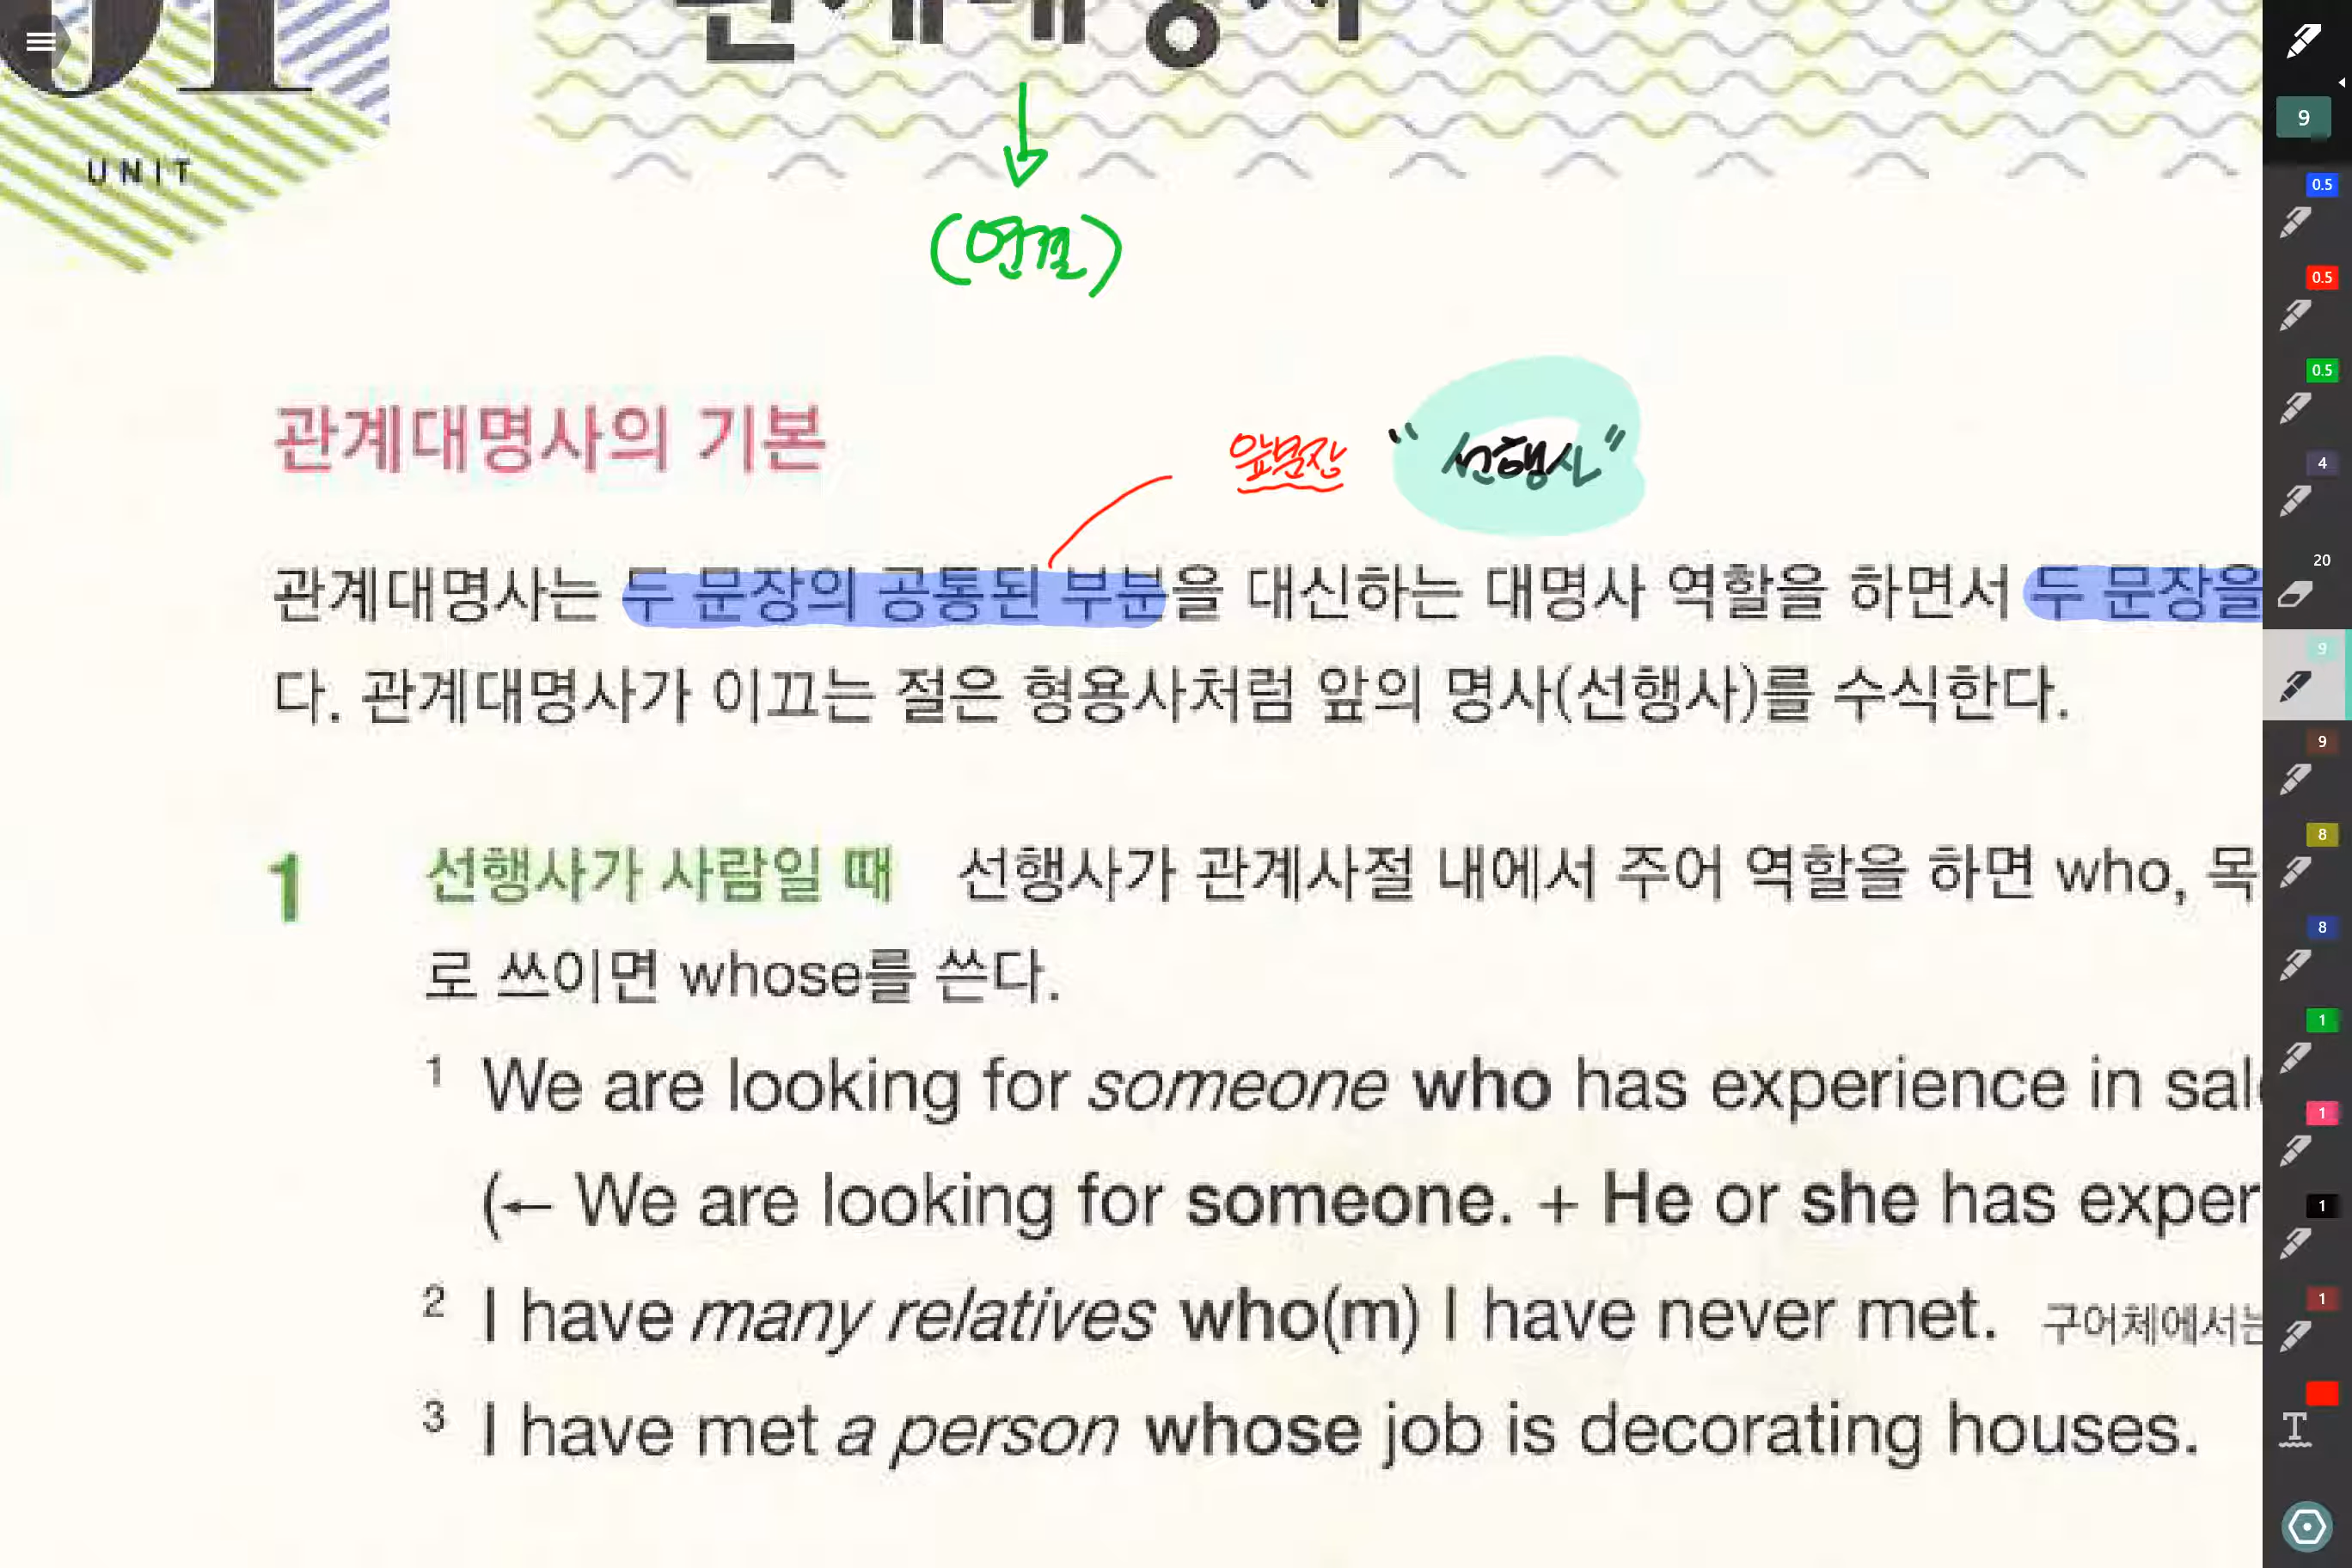 01
관계대명사
UNIT
(연결)
관계대명사의 기본
앞문장 "선행사"
관계대명사는 두 문장의 공통된 부분을 대신하는 대명사 역할을 하면서 두 문장을
다. 관계대명사가 이끄는 절은 형용사처럼 앞의 명사(선행사)를 수식한다.
1 선행사가 사람일 때 선행사가 관계사절 내에서 주어 역할을 하면 who, 목
로 쓰이면 whose를 쓴다.
1 We are looking for someone who has experience in sale
(← We are looking for someone. + He or she has exper
2 I have many relatives who(m) I have never met. 구어체에서는
3 I have met a person whose job is decorating houses.
9
0.5
0.5
0.5
4
20
9
9
8
8
1
1
1
1
T